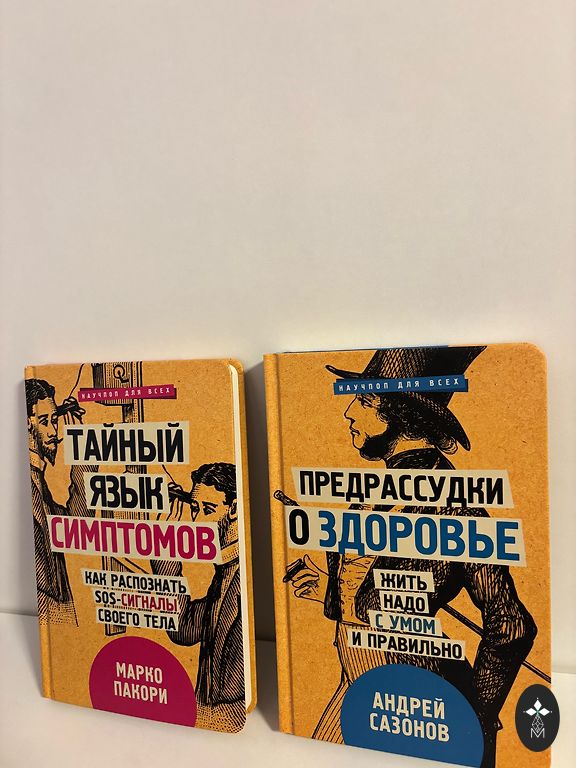 НАУЧПОП ДЛЯ ВСЕХ
ТАЙНЫЙ
ЯЗЫК
СИМПТОМОВ
КАК РАСПОЗНАТЬ
SOS-СИГНАЛЫ
СВОЕГО ТЕЛА
МАРКО
ПАКОРИ
НАУЧПОП ДЛЯ ВСЕХ
ПРЕДРАССУДКИ
О ЗДОРОВЬЕ
ЖИТЬ
НАДО
С УМОМ
И ПРАВИЛЬНО
АНДРЕЙ
САЗОНОВ
М